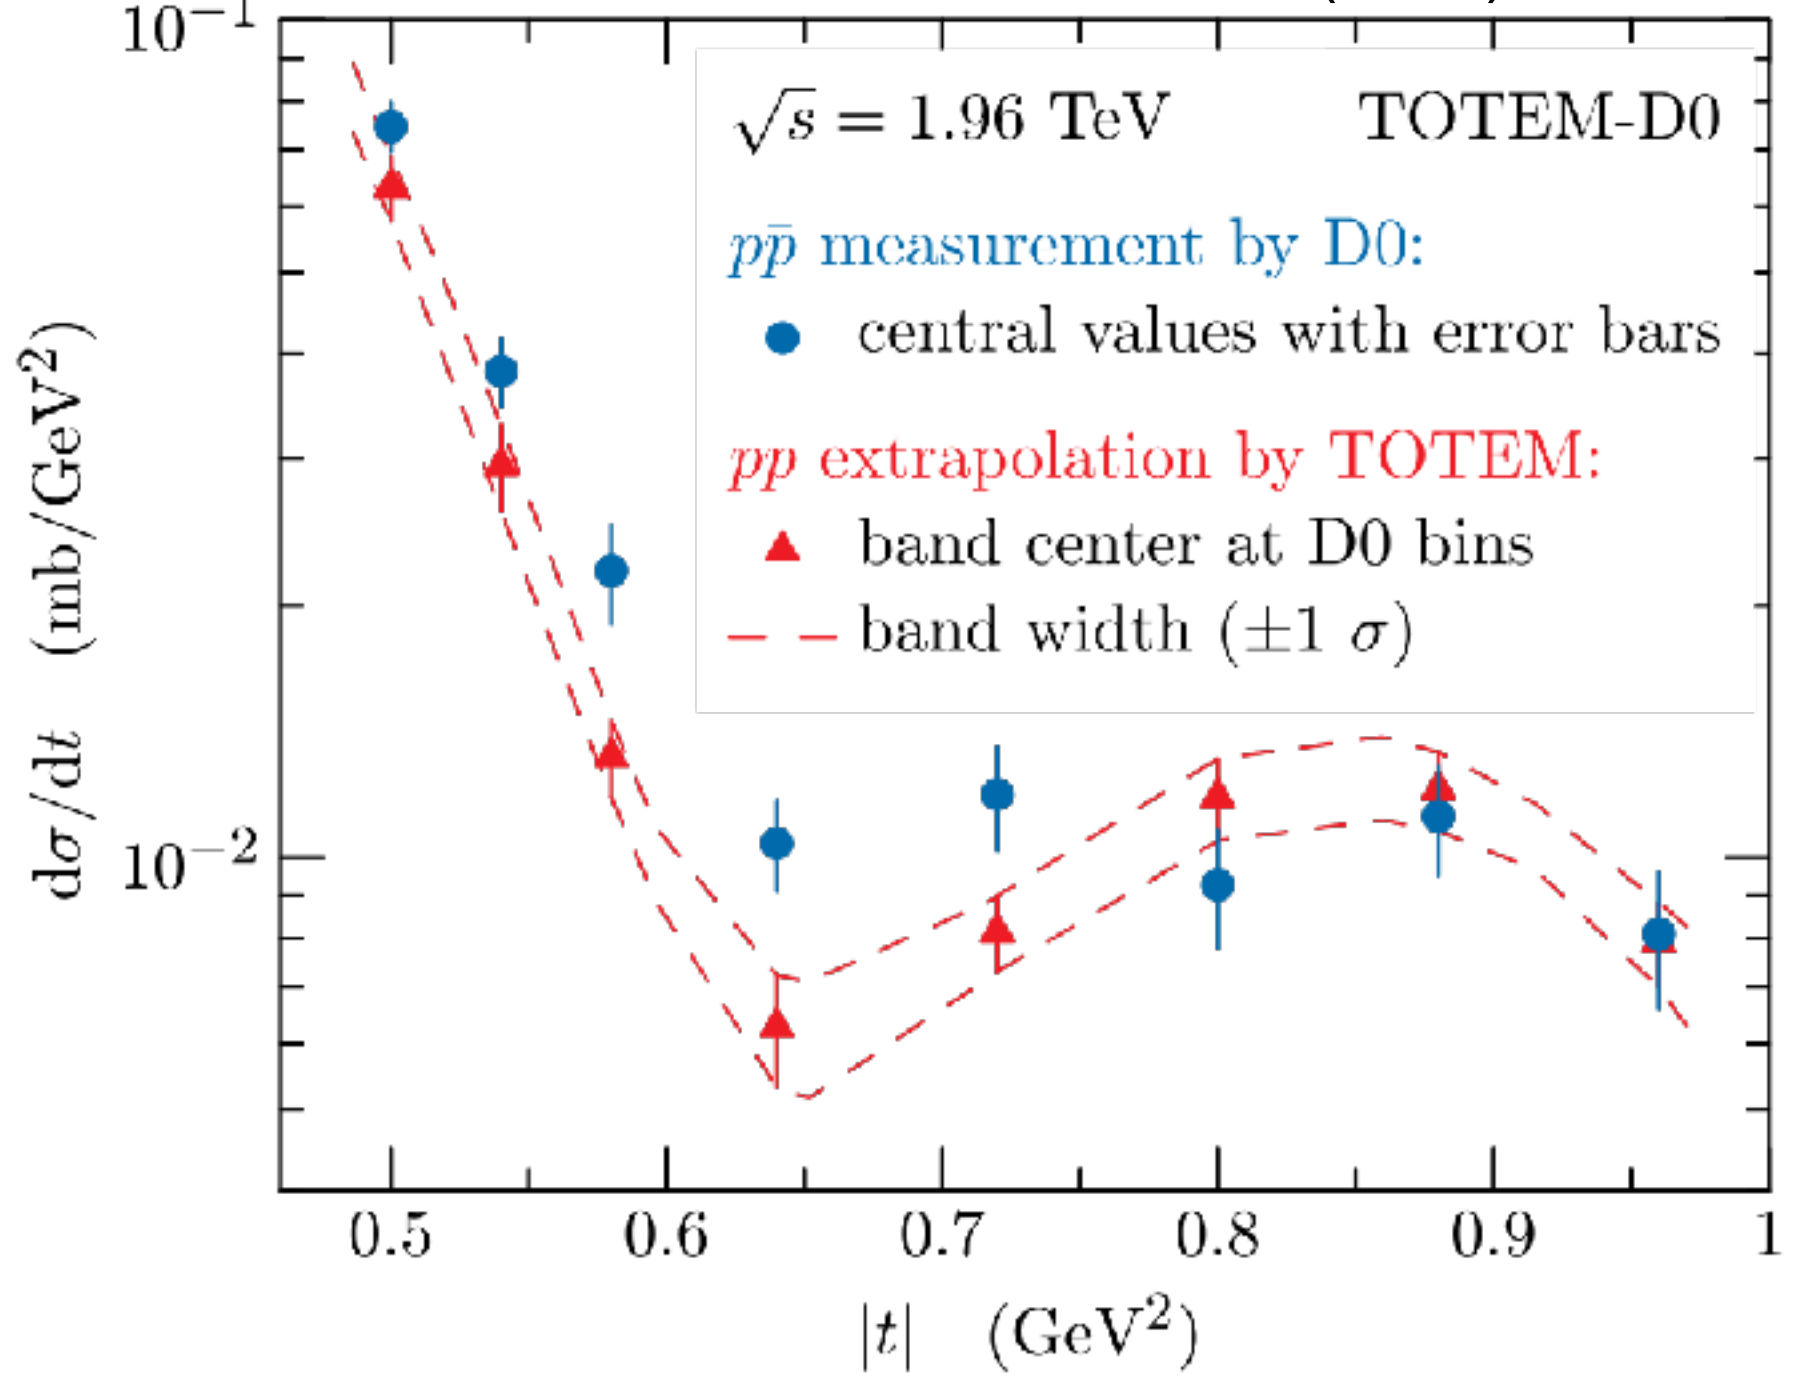 10⁻¹
√s = 1.96 TeV TOTEM-D0
pp̄ measurement by D0:
central values with error bars
pp extrapolation by TOTEM:
band center at D0 bins
band width (±1 σ)
dσ/dt (mb/GeV²)
10⁻²
0.5 0.6 0.7 0.8 0.9 1
|t| (GeV²)